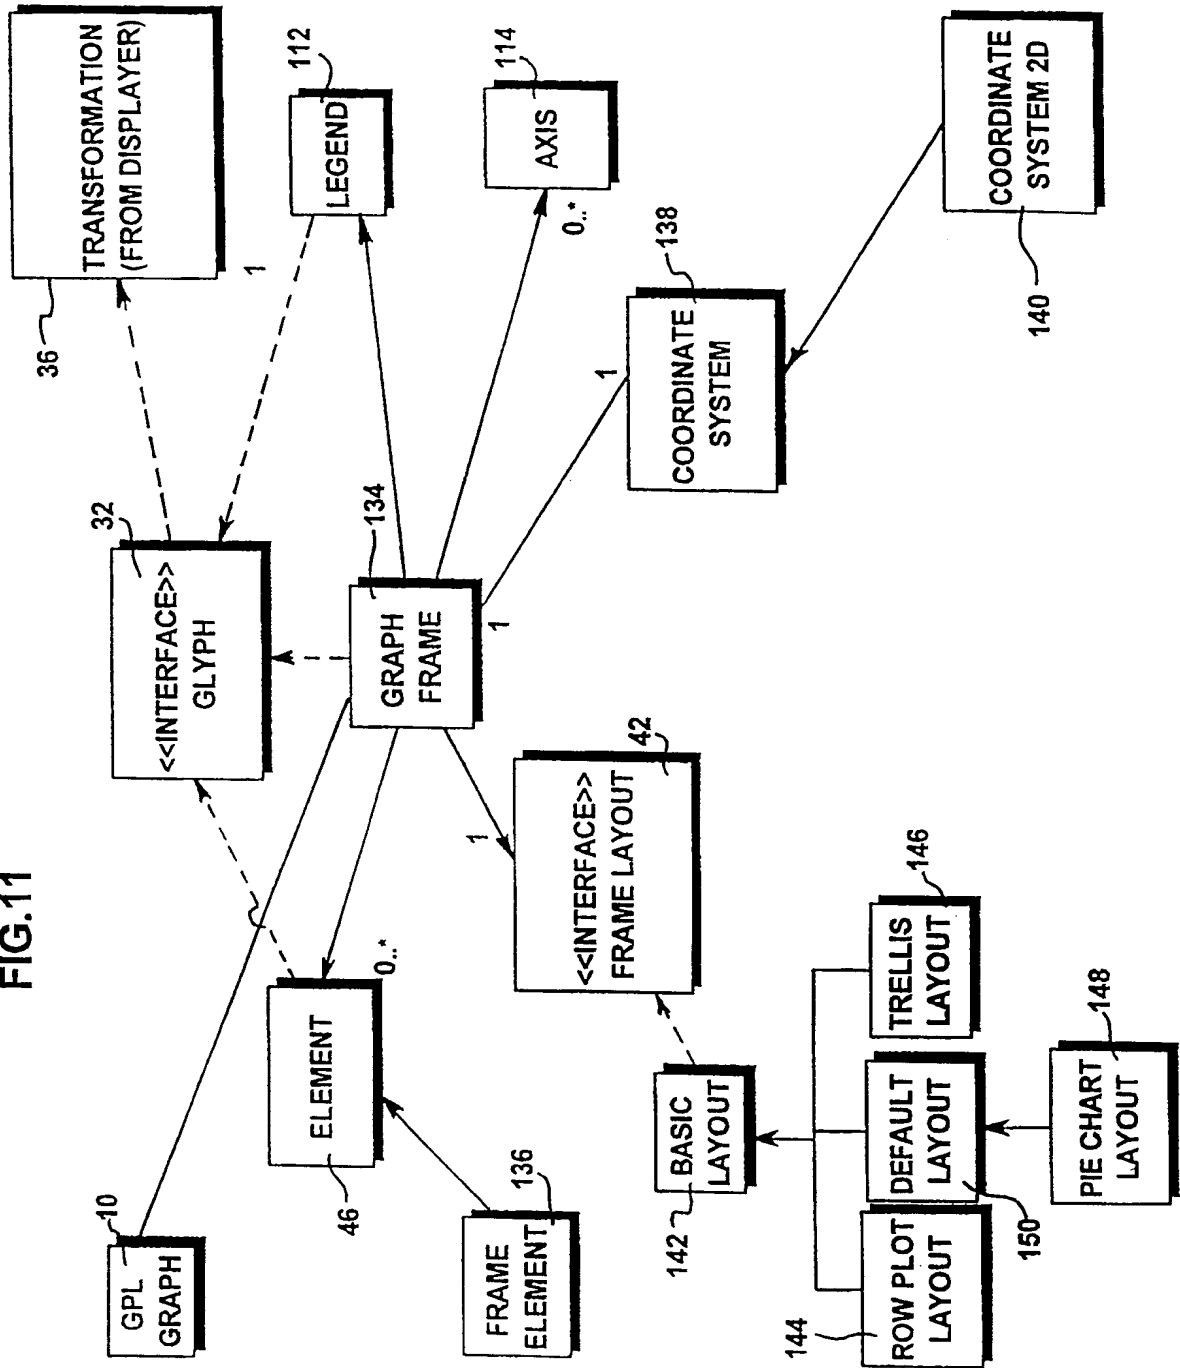 FIG.11
10
GPL
GRAPH
<<INTERFACE>>
GLYPH
32
36
TRANSFORMATION
(FROM DISPLAYER)
1
ELEMENT
46
0..*
GRAPH
FRAME
134
1
LEGEND
112
AXIS
114
0..*
FRAME
ELEMENT
136
1
<<INTERFACE>>
FRAME LAYOUT
42
1
COORDINATE
SYSTEM
138
BASIC
LAYOUT
142
ROW PLOT
LAYOUT
144
DEFAULT
LAYOUT
150
TRELLIS
LAYOUT
146
PIE CHART
LAYOUT
148
COORDINATE
SYSTEM 2D
140